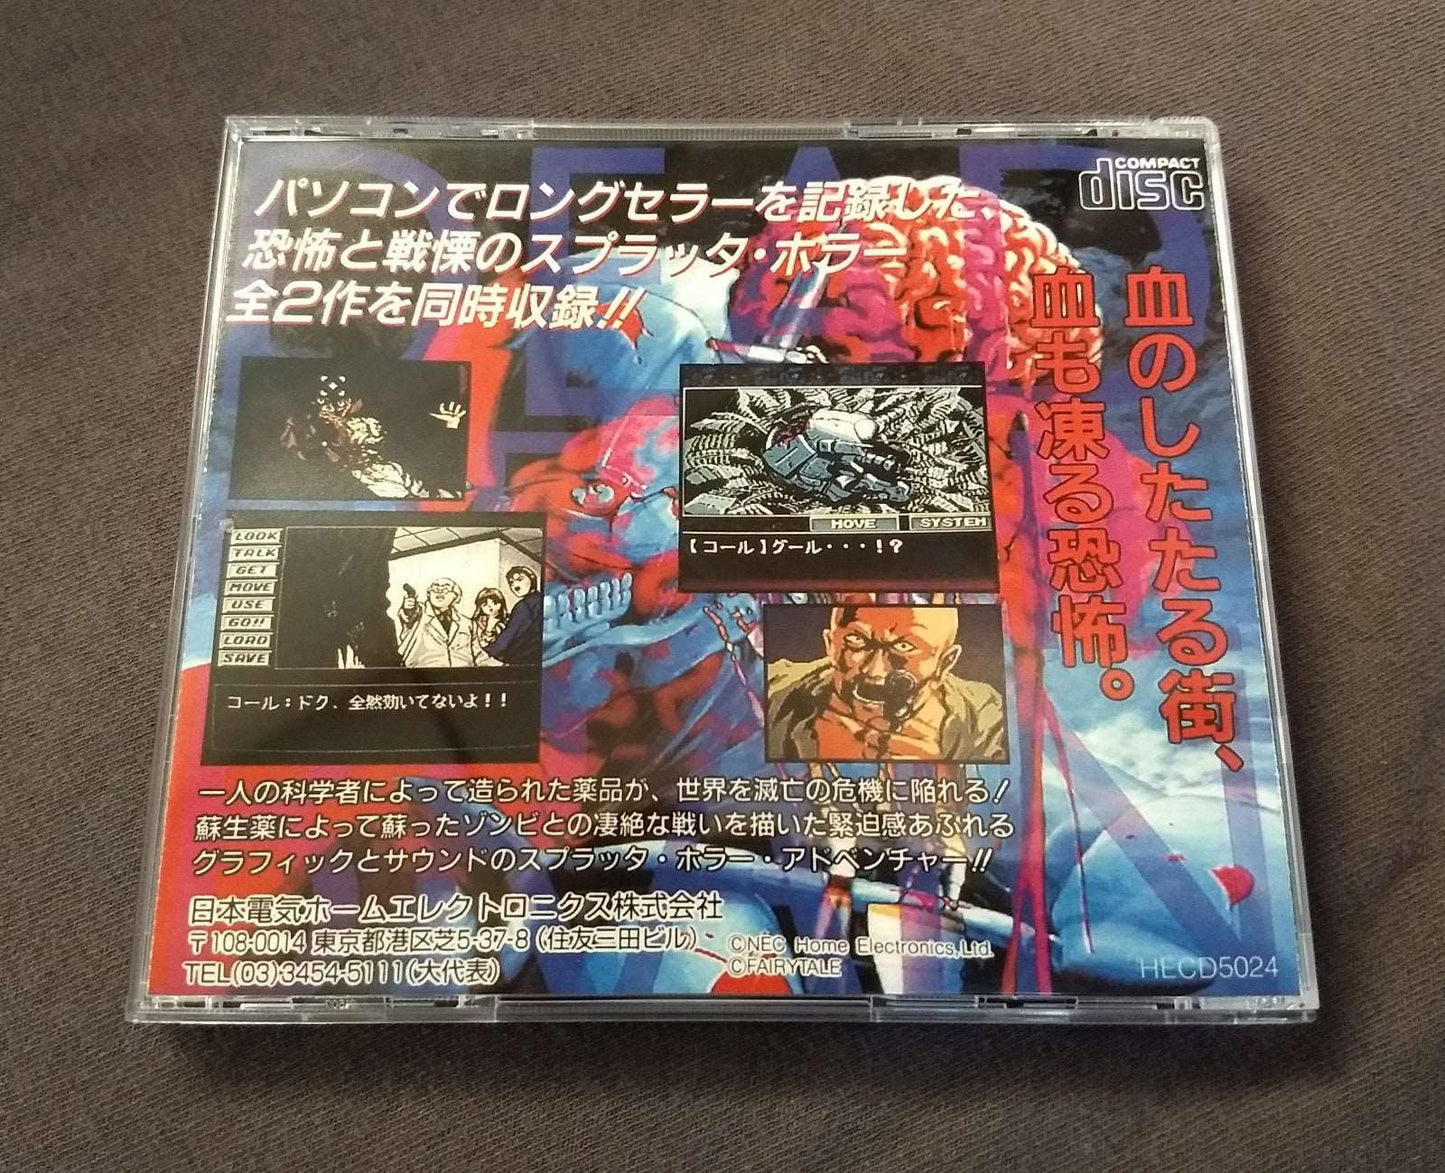 COMPACT
disc
パソコンでロングセラーを記録した、
恐怖と戦慄のスプラッタ・ホラー
全2作を同時収録!!
血のしたたる街、
血も凍る恐怖。
MOVE
SYSTEM
【コール】グール・・・!?
LOOK
TALK
GET
MOVE
USE
GO!!
LOAD
SAVE
コール:ドク、全然効いてないよ!!
一人の科学者によって造られた薬品が、世界を滅亡の危機に陥れる!
蘇生薬によって蘇ったゾンビとの凄絶な戦いを描いた緊迫感あふれる
グラフィックとサウンドのスプラッタ・ホラー・アドベンチャー!!
日本電気ホームエレクトロニクス株式会社
〒108-0014 東京都港区芝5-37-8(住友三田ビル)
TEL(03)3454-5111(大代表)
©NEC Home Electronics,Ltd.
©FAIRYTALE
HECD5024